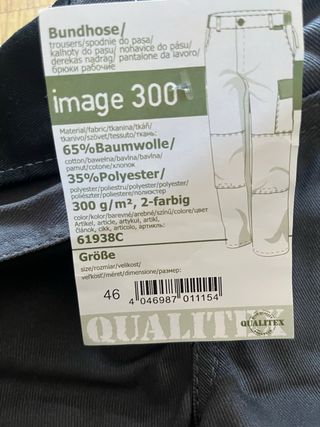 Bundhose/
trousers/spodnie do pasa/
kalhoty do pasu/ nohavice do pásu/
derekas nadrág/ pantalone da lavoro/
брюки рабочие
image 300
Material/fabric/tkanina/tkáň/
tkanivo/szövet/tessuto/ткань:
65%Baumwolle/
cotton/bawełna/bavlna/bavlna/
pamut/cotone/хлопок
35%Polyester/
polyester/poliestru/polyester/polyester/
poliészter/poliestere/полиэстер
300 g/m², 2-farbig
color/kolor/barevné/arebné/színű/colore/цвет
Artikel, article, artykuł, artikl,
článok, cikk, articolo, артикль:
61938C
Größe
size/rozmiar/velikost/
veľkosť/méret/dimensione/размер:
46
4 046987 011154
QUALITEX
QUALITEX